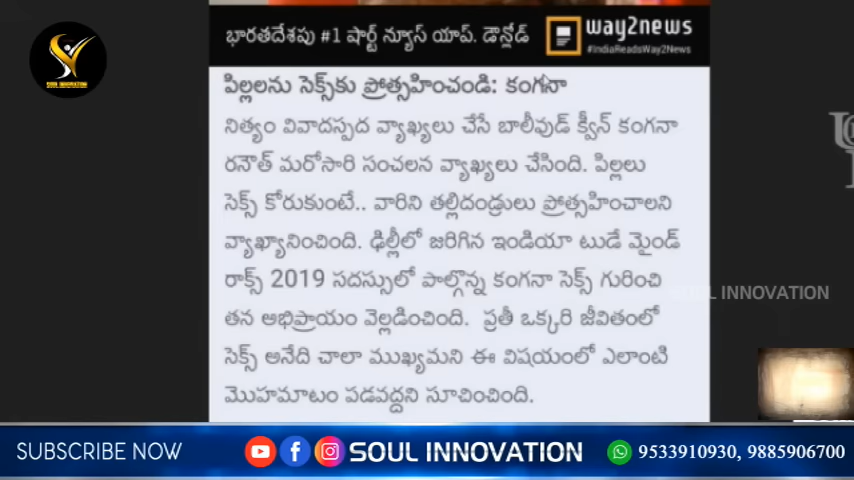 భారతదేశపు #1 షార్ట్ న్యూస్ యాప్. డౌన్లోడ్
way2news
#IndiaReadsWay2News
SOUL INNOVATION
పిల్లలను సెక్స్‌కు ప్రోత్సహించండి: కంగనా
నిత్యం వివాదస్పద వ్యాఖ్యలు చేసే బాలీవుడ్ క్వీన్ కంగనా
రనౌత్ మరోసారి సంచలన వ్యాఖ్యలు చేసింది. పిల్లలు
సెక్స్ కోరుకుంటే.. వారిని తల్లిదండ్రులు ప్రోత్సహించాలని
వ్యాఖ్యానించింది. ఢిల్లీలో జరిగిన ఇండియా టుడే మైండ్
రాక్స్ 2019 సదస్సులో పాల్గొన్న కంగనా సెక్స్ గురించి
తన అభిప్రాయం వెల్లడించింది. ప్రతీ ఒక్కరి జీవితంలో
సెక్స్ అనేది చాలా ముఖ్యమని ఈ విషయంలో ఎలాంటి
మొహమాటం పడవద్దని సూచించింది.
SOUL INNOVATION
SUBSCRIBE NOW
SOUL INNOVATION
9533910930, 9885906700